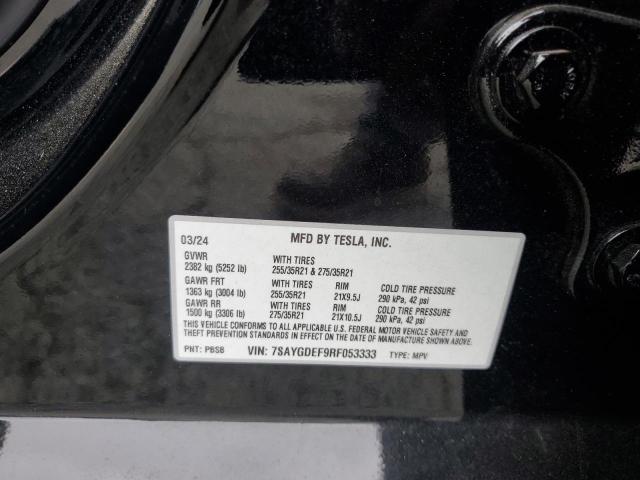 03/24 MFD BY TESLA, INC.
GVWR WITH TIRES
2382 kg (5252 lb) 255/35R21 & 275/35R21
GAWR FRT WITH TIRES RIM COLD TIRE PRESSURE
1363 kg (3004 lb) 255/35R21 21X9.5J 290 kPa, 42 psi
GAWR RR WITH TIRES RIM COLD TIRE PRESSURE
1500 kg (3306 lb) 275/35R21 21X10.5J 290 kPa, 42 psi
THIS VEHICLE CONFORMS TO ALL APPLICABLE U.S. FEDERAL MOTOR VEHICLE SAFETY AND
THEFT PREVENTION STANDARDS IN EFFECT ON THE DATE OF MANUFACTURE SHOWN ABOVE.
PNT: PBSB VIN: 7SAYGDEF9RF053333 TYPE: MPV